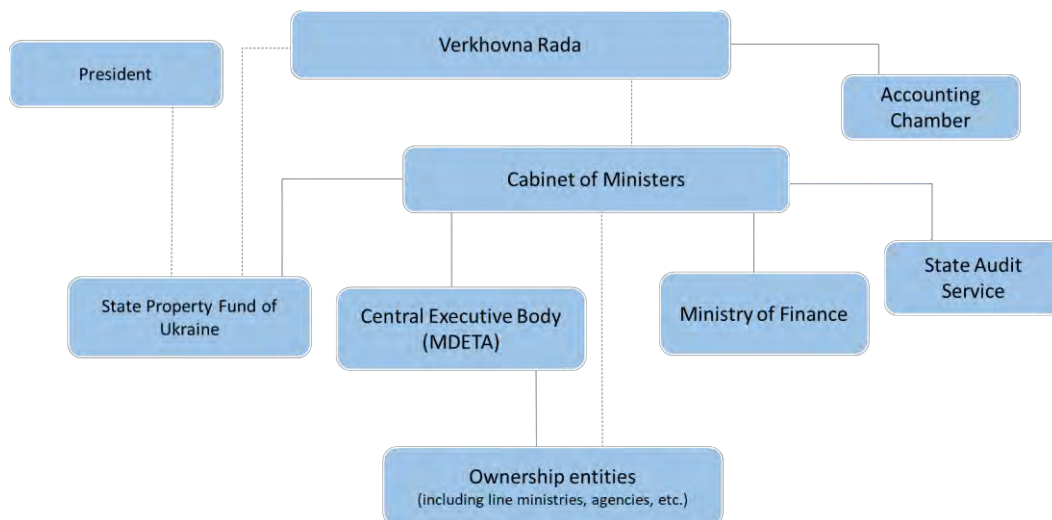 Verkhovna Rada
President
Accounting
Chamber
Cabinet of Ministers
State Property Fund of
Ukraine
Central Executive Body
(MDETA)
Ministry of Finance
State Audit
Service
Ownership entities
(including line ministries, agencies, etc.)